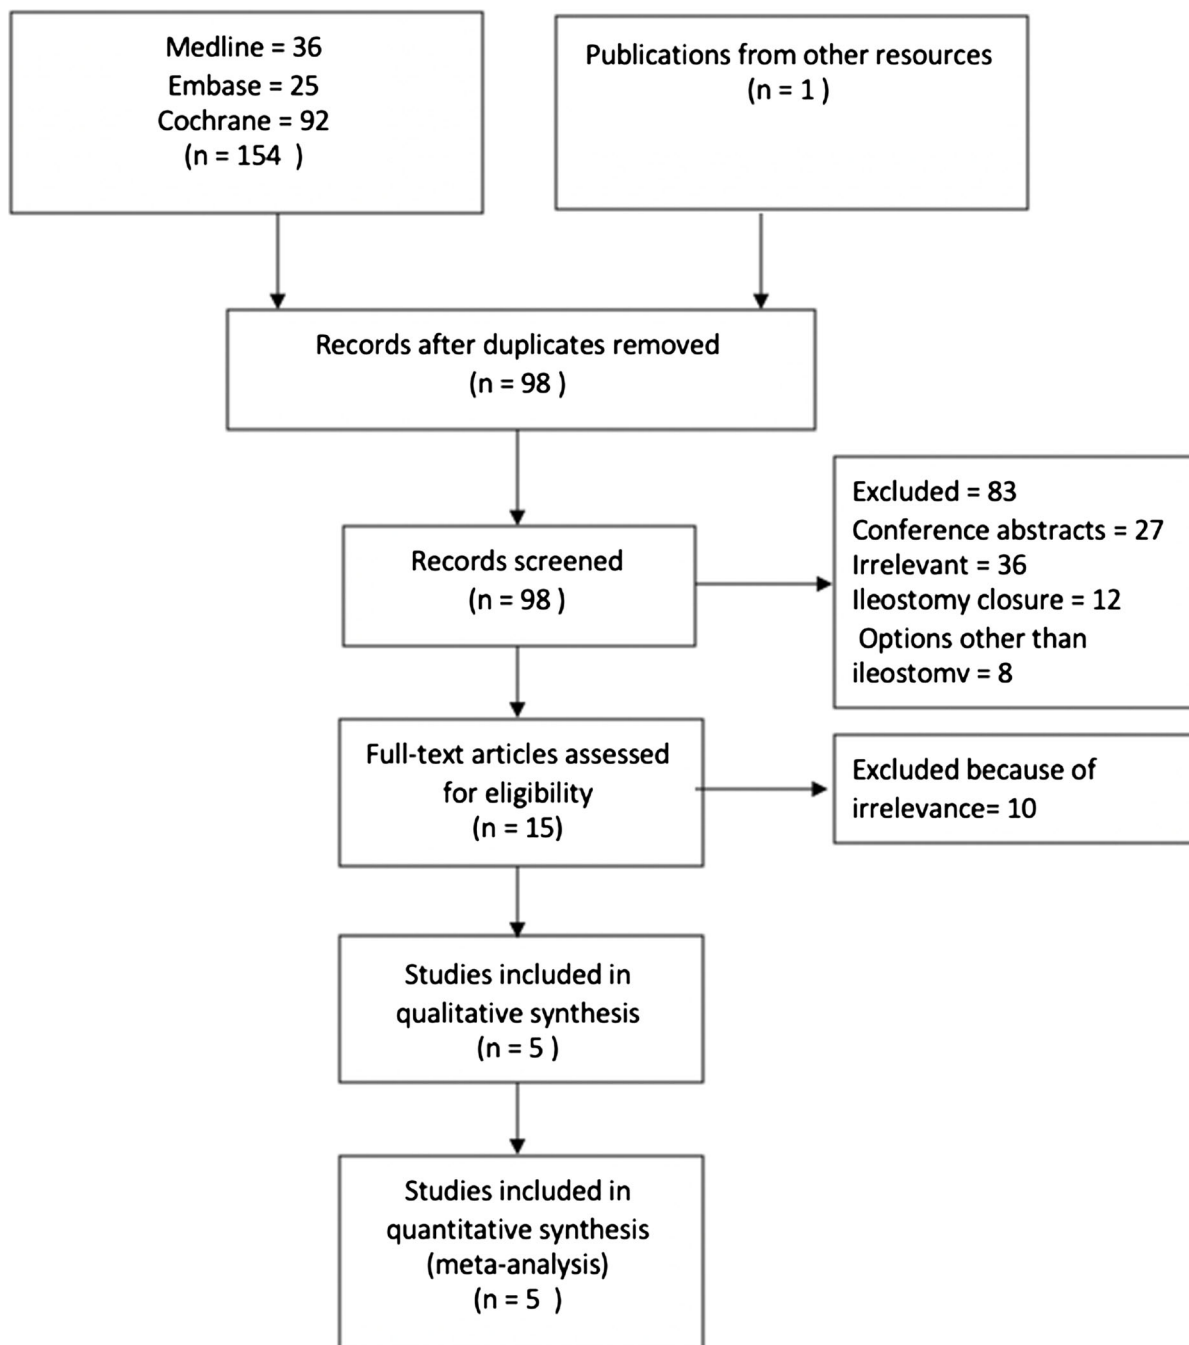 Medline = 36
Embase = 25
Cochrane = 92
(n = 154 )
Publications from other resources
(n = 1 )
Records after duplicates removed
(n = 98 )
Records screened
(n = 98 )
Excluded = 83
Conference abstracts = 27
Irrelevant = 36
Ileostomy closure = 12
Options other than
ileostomv = 8
Full-text articles assessed
for eligibility
(n = 15)
Excluded because of
irrelevance= 10
Studies included in
qualitative synthesis
(n = 5 )
Studies included in
quantitative synthesis
(meta-analysis)
(n = 5 )